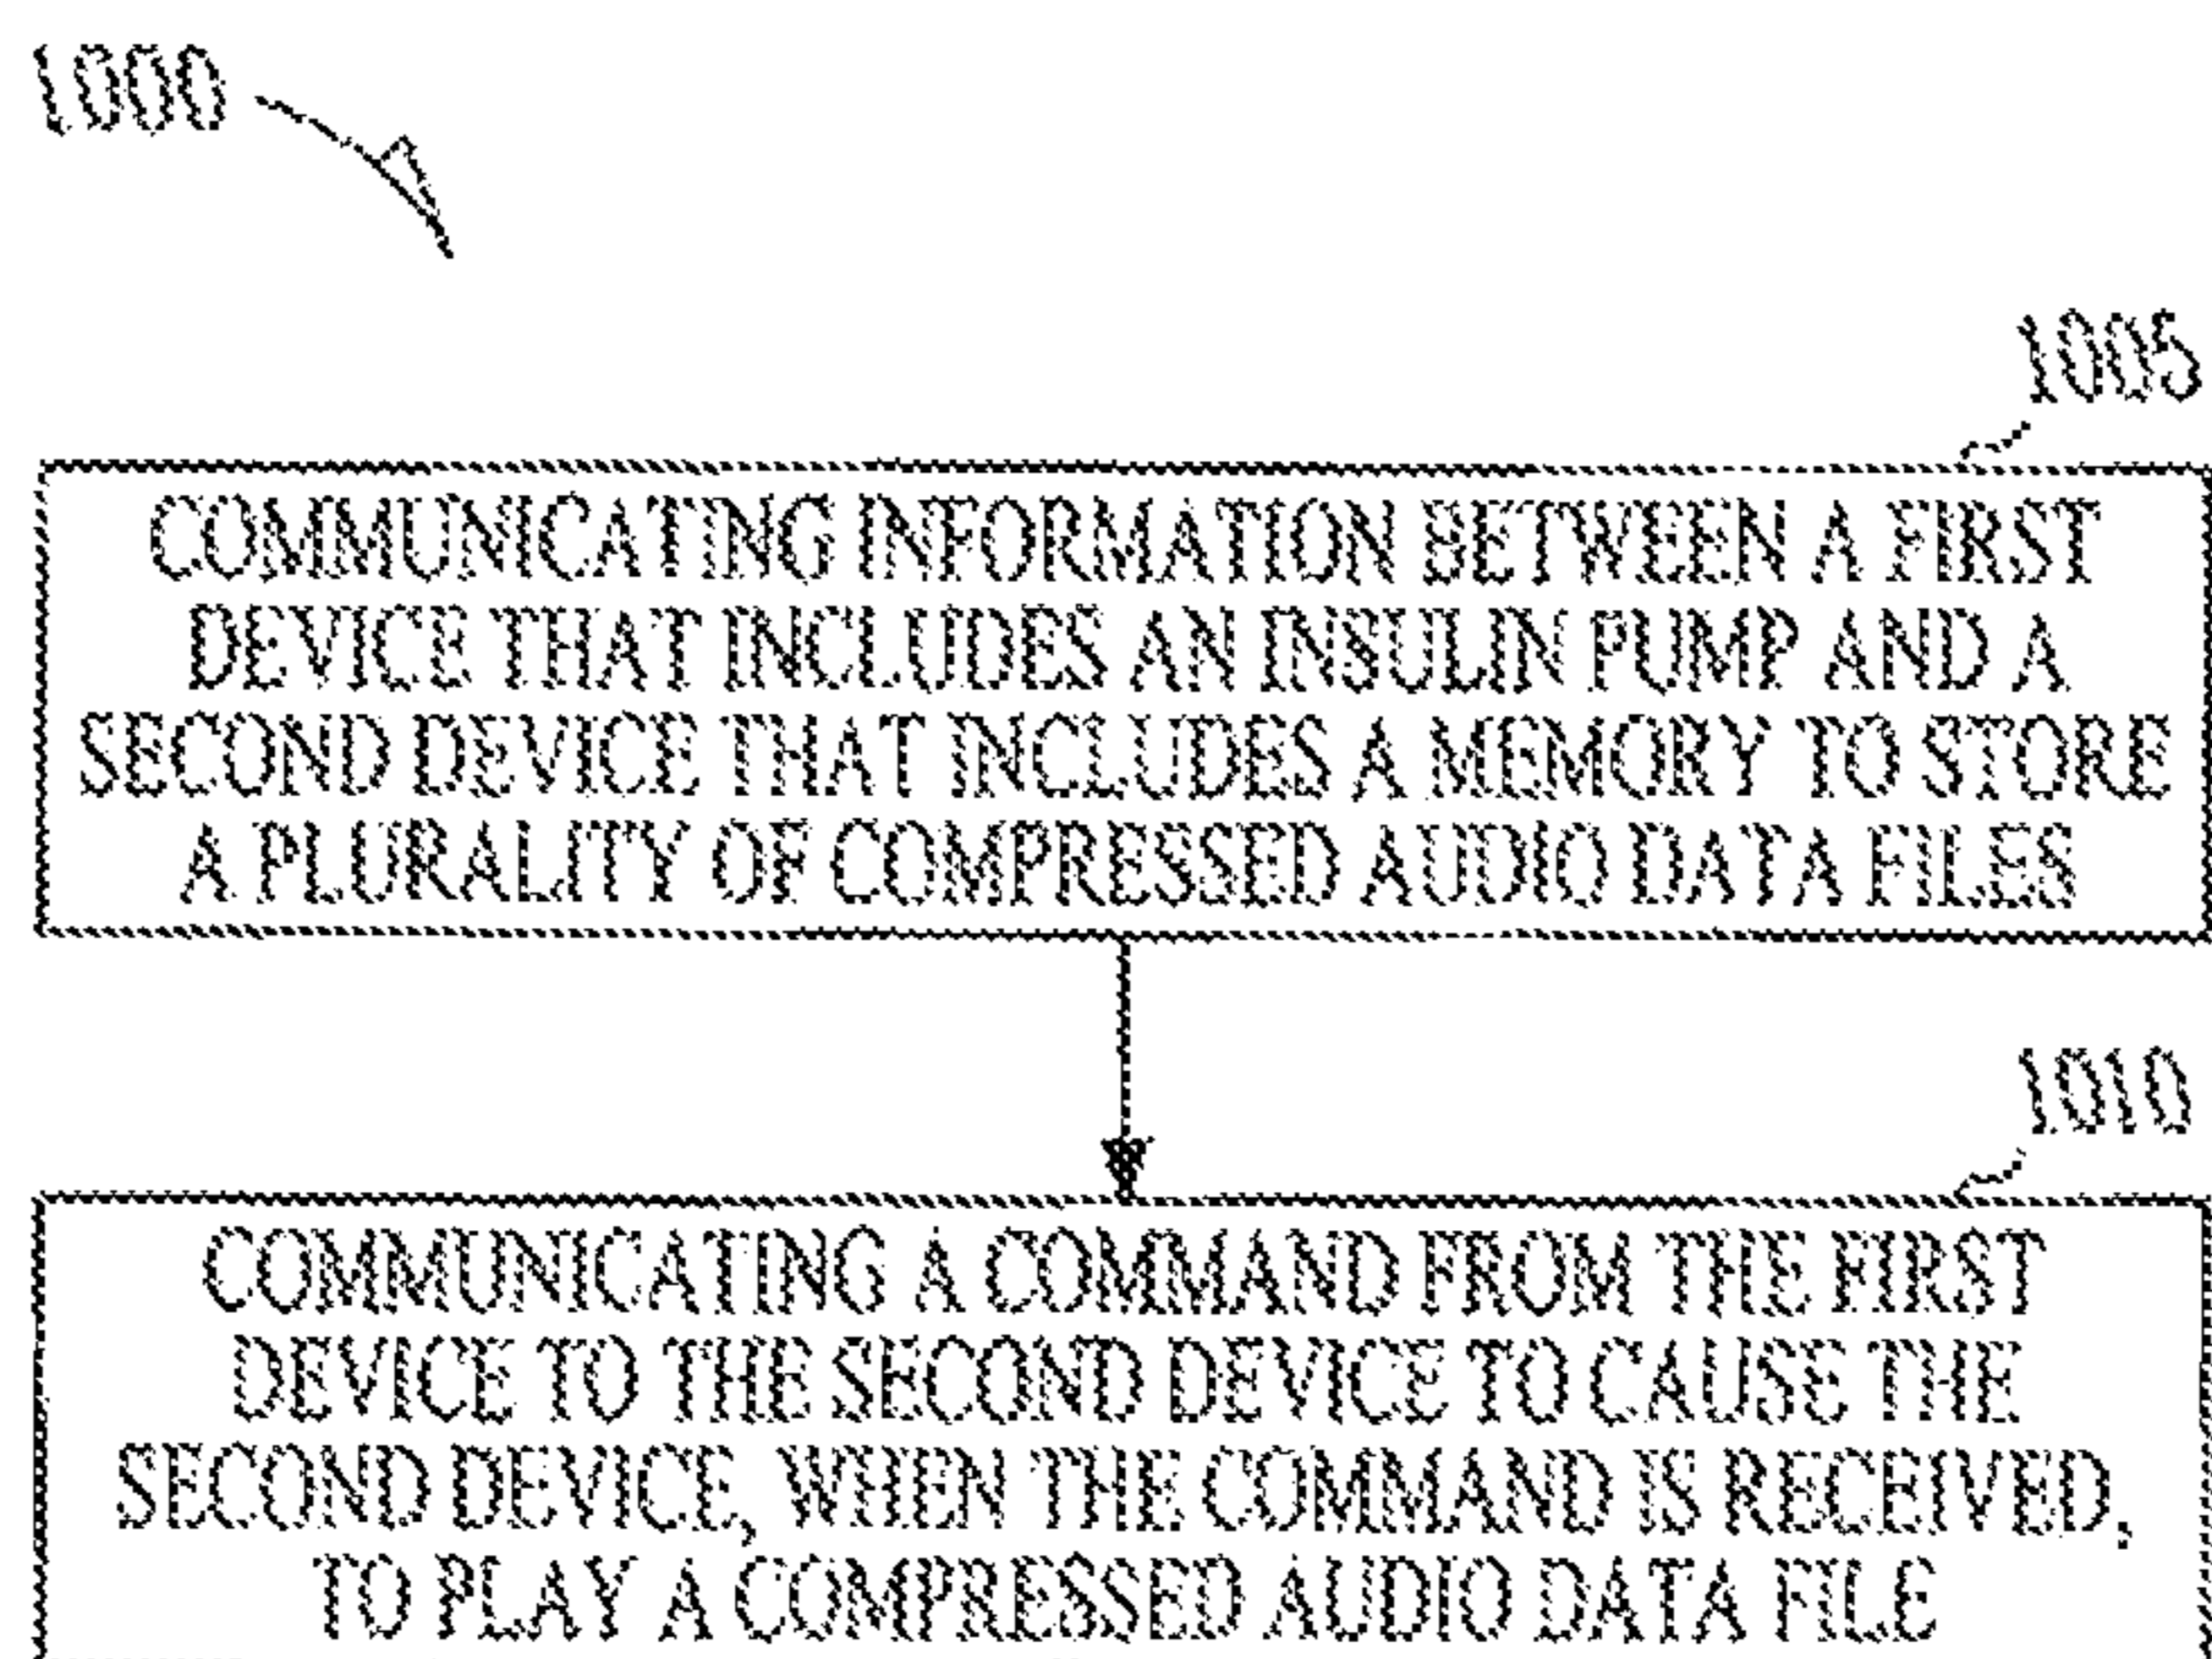 1000
1005
COMMUNICATING INFORMATION BETWEEN A FIRST
DEVICE THAT INCLUDES AN INSULIN PUMP AND A
SECOND DEVICE THAT INCLUDES A MEMORY TO STORE
A PLURALITY OF COMPRESSED AUDIO DATA FILES
1010
COMMUNICATING A COMMAND FROM THE FIRST
DEVICE TO THE SECOND DEVICE TO CAUSE THE
SECOND DEVICE, WHEN THE COMMAND IS RECEIVED,
TO PLAY A COMPRESSED AUDIO DATA FILE